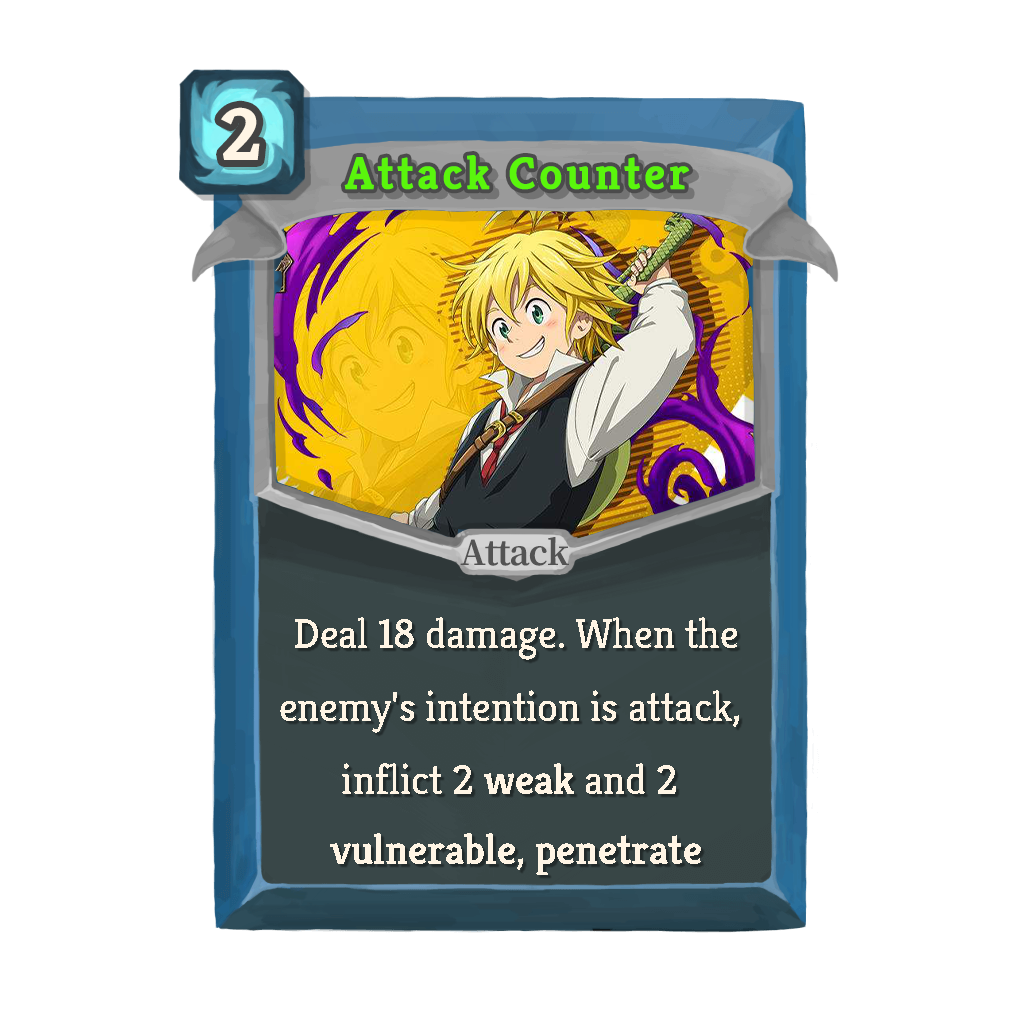 2
Attack Counter
Attack
Deal 18 damage. When the
enemy's intention is attack,
inflict 2 weak and 2
vulnerable, penetrate